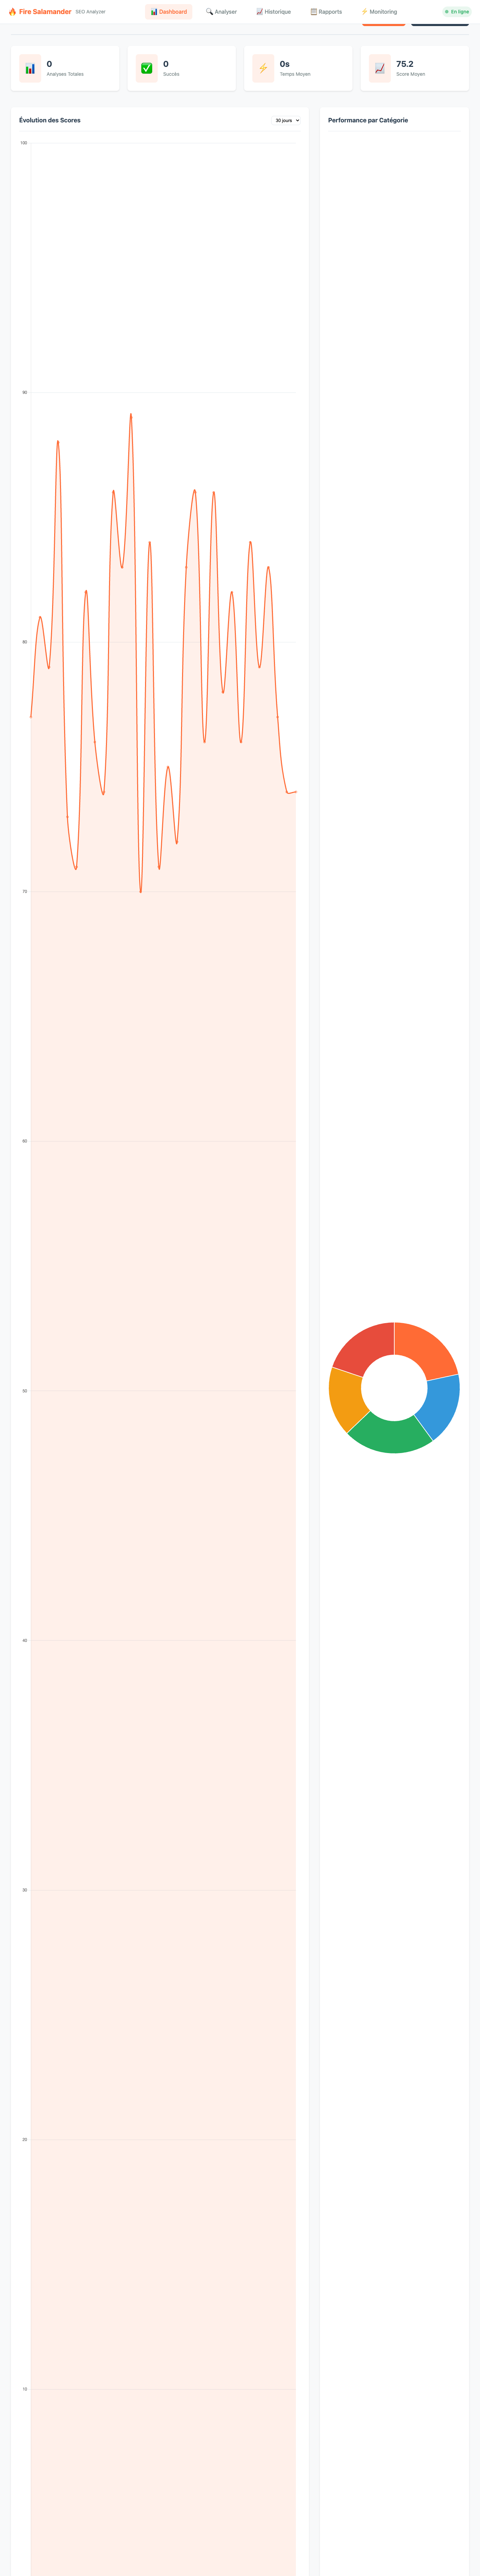 Fire Salamander SEO Analyzer Dashboard Analyser Historique Rapports Monitoring En ligne
0
Analyses Totales
0
Succès
0s
Temps Moyen
75.2
Score Moyen
Évolution des Scores
30 jours
Performance par Catégorie
100
90
80
70
60
50
40
30
20
10